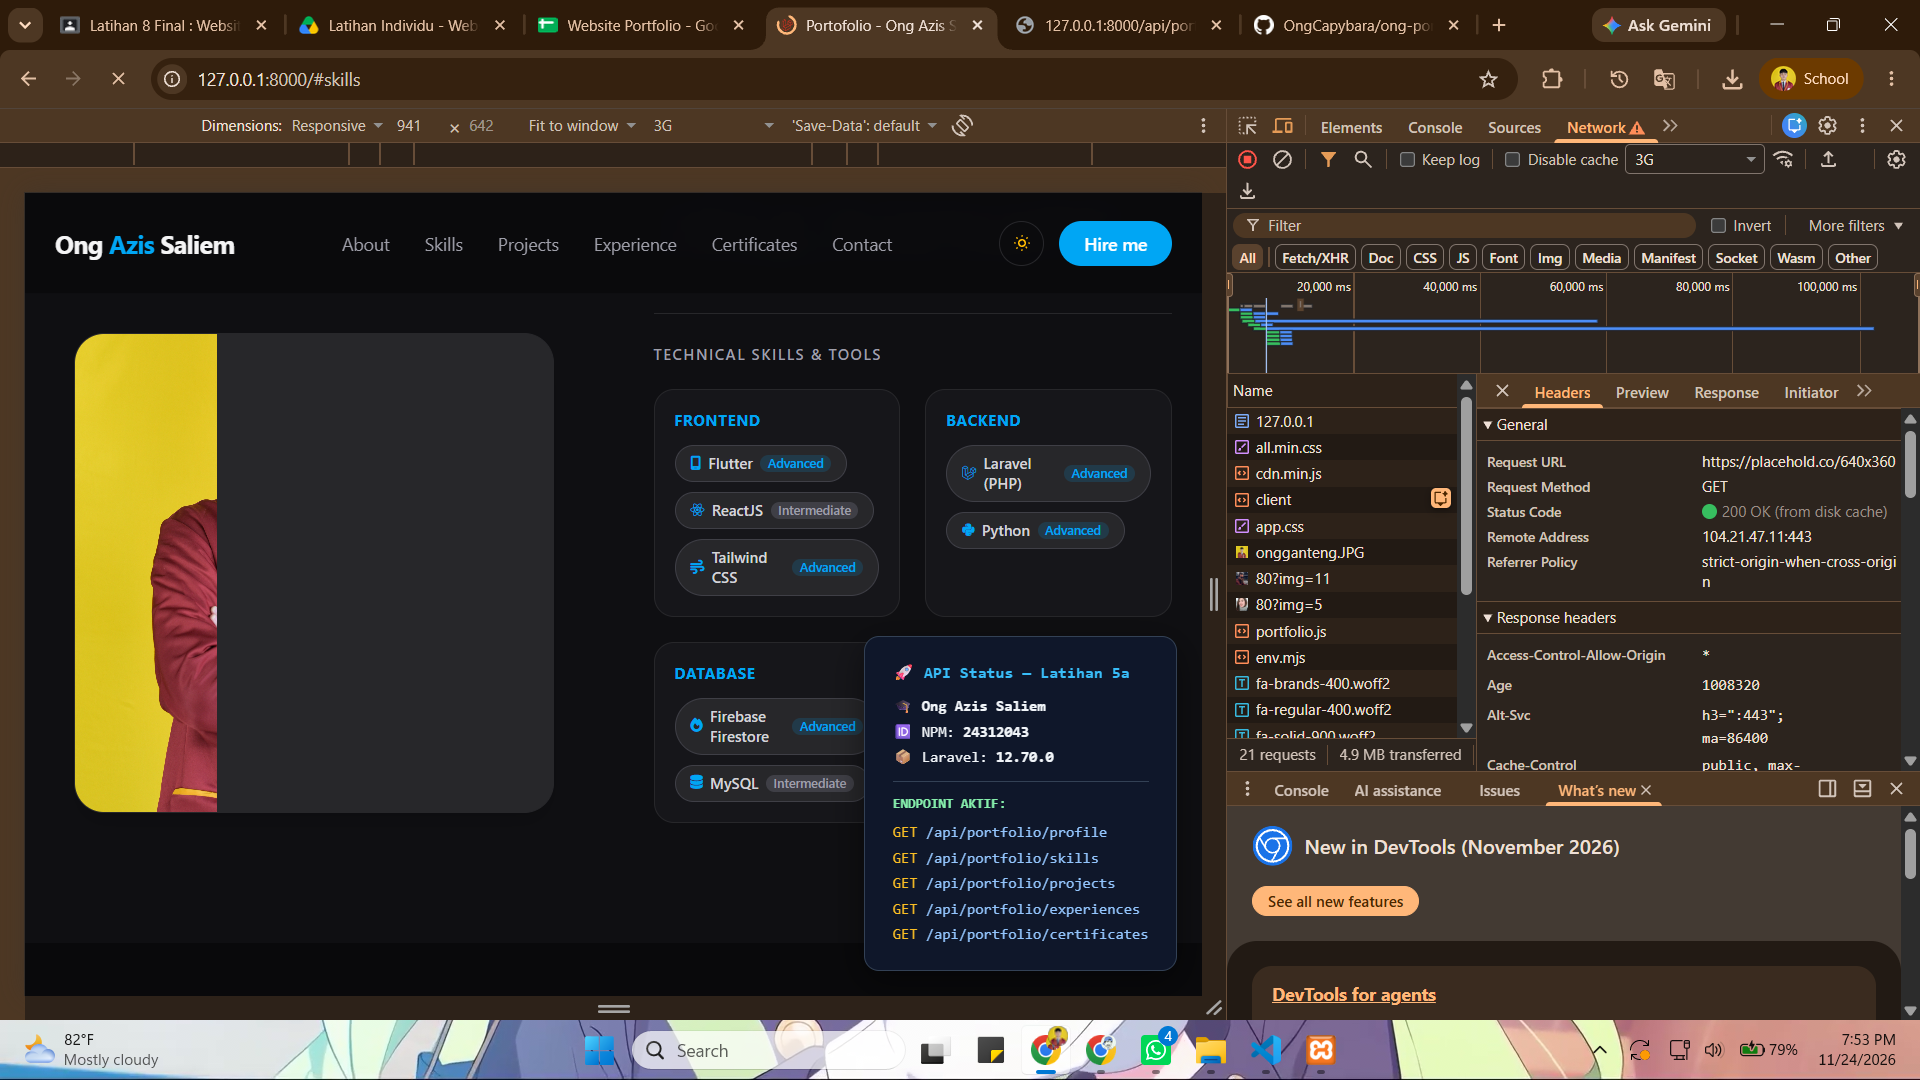 Latihan 8 Final : Websit
Latihan Individu - Web
Website Portfolio - Goo
Portofolio - Ong Azis S
127.0.0.1:8000/api/port
OngCapybara/ong-por
Ask Gemini
127.0.0.1:8000/#skills
School
Dimensions: Responsive 941 × 642 Fit to window 3G 'Save-Data': default
Ong Azis Saliem
About
Skills
Projects
Experience
Certificates
Contact
Hire me
TECHNICAL SKILLS & TOOLS
FRONTEND
Flutter Advanced
ReactJS Intermediate
Tailwind
CSS
Advanced
BACKEND
Laravel
(PHP)
Advanced
Python Advanced
DATABASE
Firebase
Firestore
Advanced
MySQL Intermediate
API Status — Latihan 5a
Ong Azis Saliem
NPM: 24312043
Laravel: 12.70.0
ENDPOINT AKTIF:
GET /api/portfolio/profile
GET /api/portfolio/skills
GET /api/portfolio/projects
GET /api/portfolio/experiences
GET /api/portfolio/certificates
Elements
Console
Sources
Network
Keep log
Disable cache
3G
Filter
Invert
More filters
All
Fetch/XHR
Doc
CSS
JS
Font
Img
Media
Manifest
Socket
Wasm
Other
20,000 ms
40,000 ms
60,000 ms
80,000 ms
100,000 ms
Name
127.0.0.1
all.min.css
cdn.min.js
client
app.css
ongganteng.JPG
80?img=11
80?img=5
portfolio.js
env.mjs
fa-brands-400.woff2
fa-regular-400.woff2
fa-solid-900.woff2
21 requests
4.9 MB transferred
Headers
Preview
Response
Initiator
General
Request URL https://placehold.co/640x360
Request Method GET
Status Code 200 OK (from disk cache)
Remote Address 104.21.47.11:443
Referrer Policy strict-origin-when-cross-origi
n
Response headers
Access-Control-Allow-Origin *
Age 1008320
Alt-Svc h3=":443";
ma=86400
Cache-Control public, max-
Console
AI assistance
Issues
What's new
New in DevTools (November 2026)
See all new features
DevTools for agents
82°F
Mostly cloudy
Search
4
79%
7:53 PM
11/24/2026